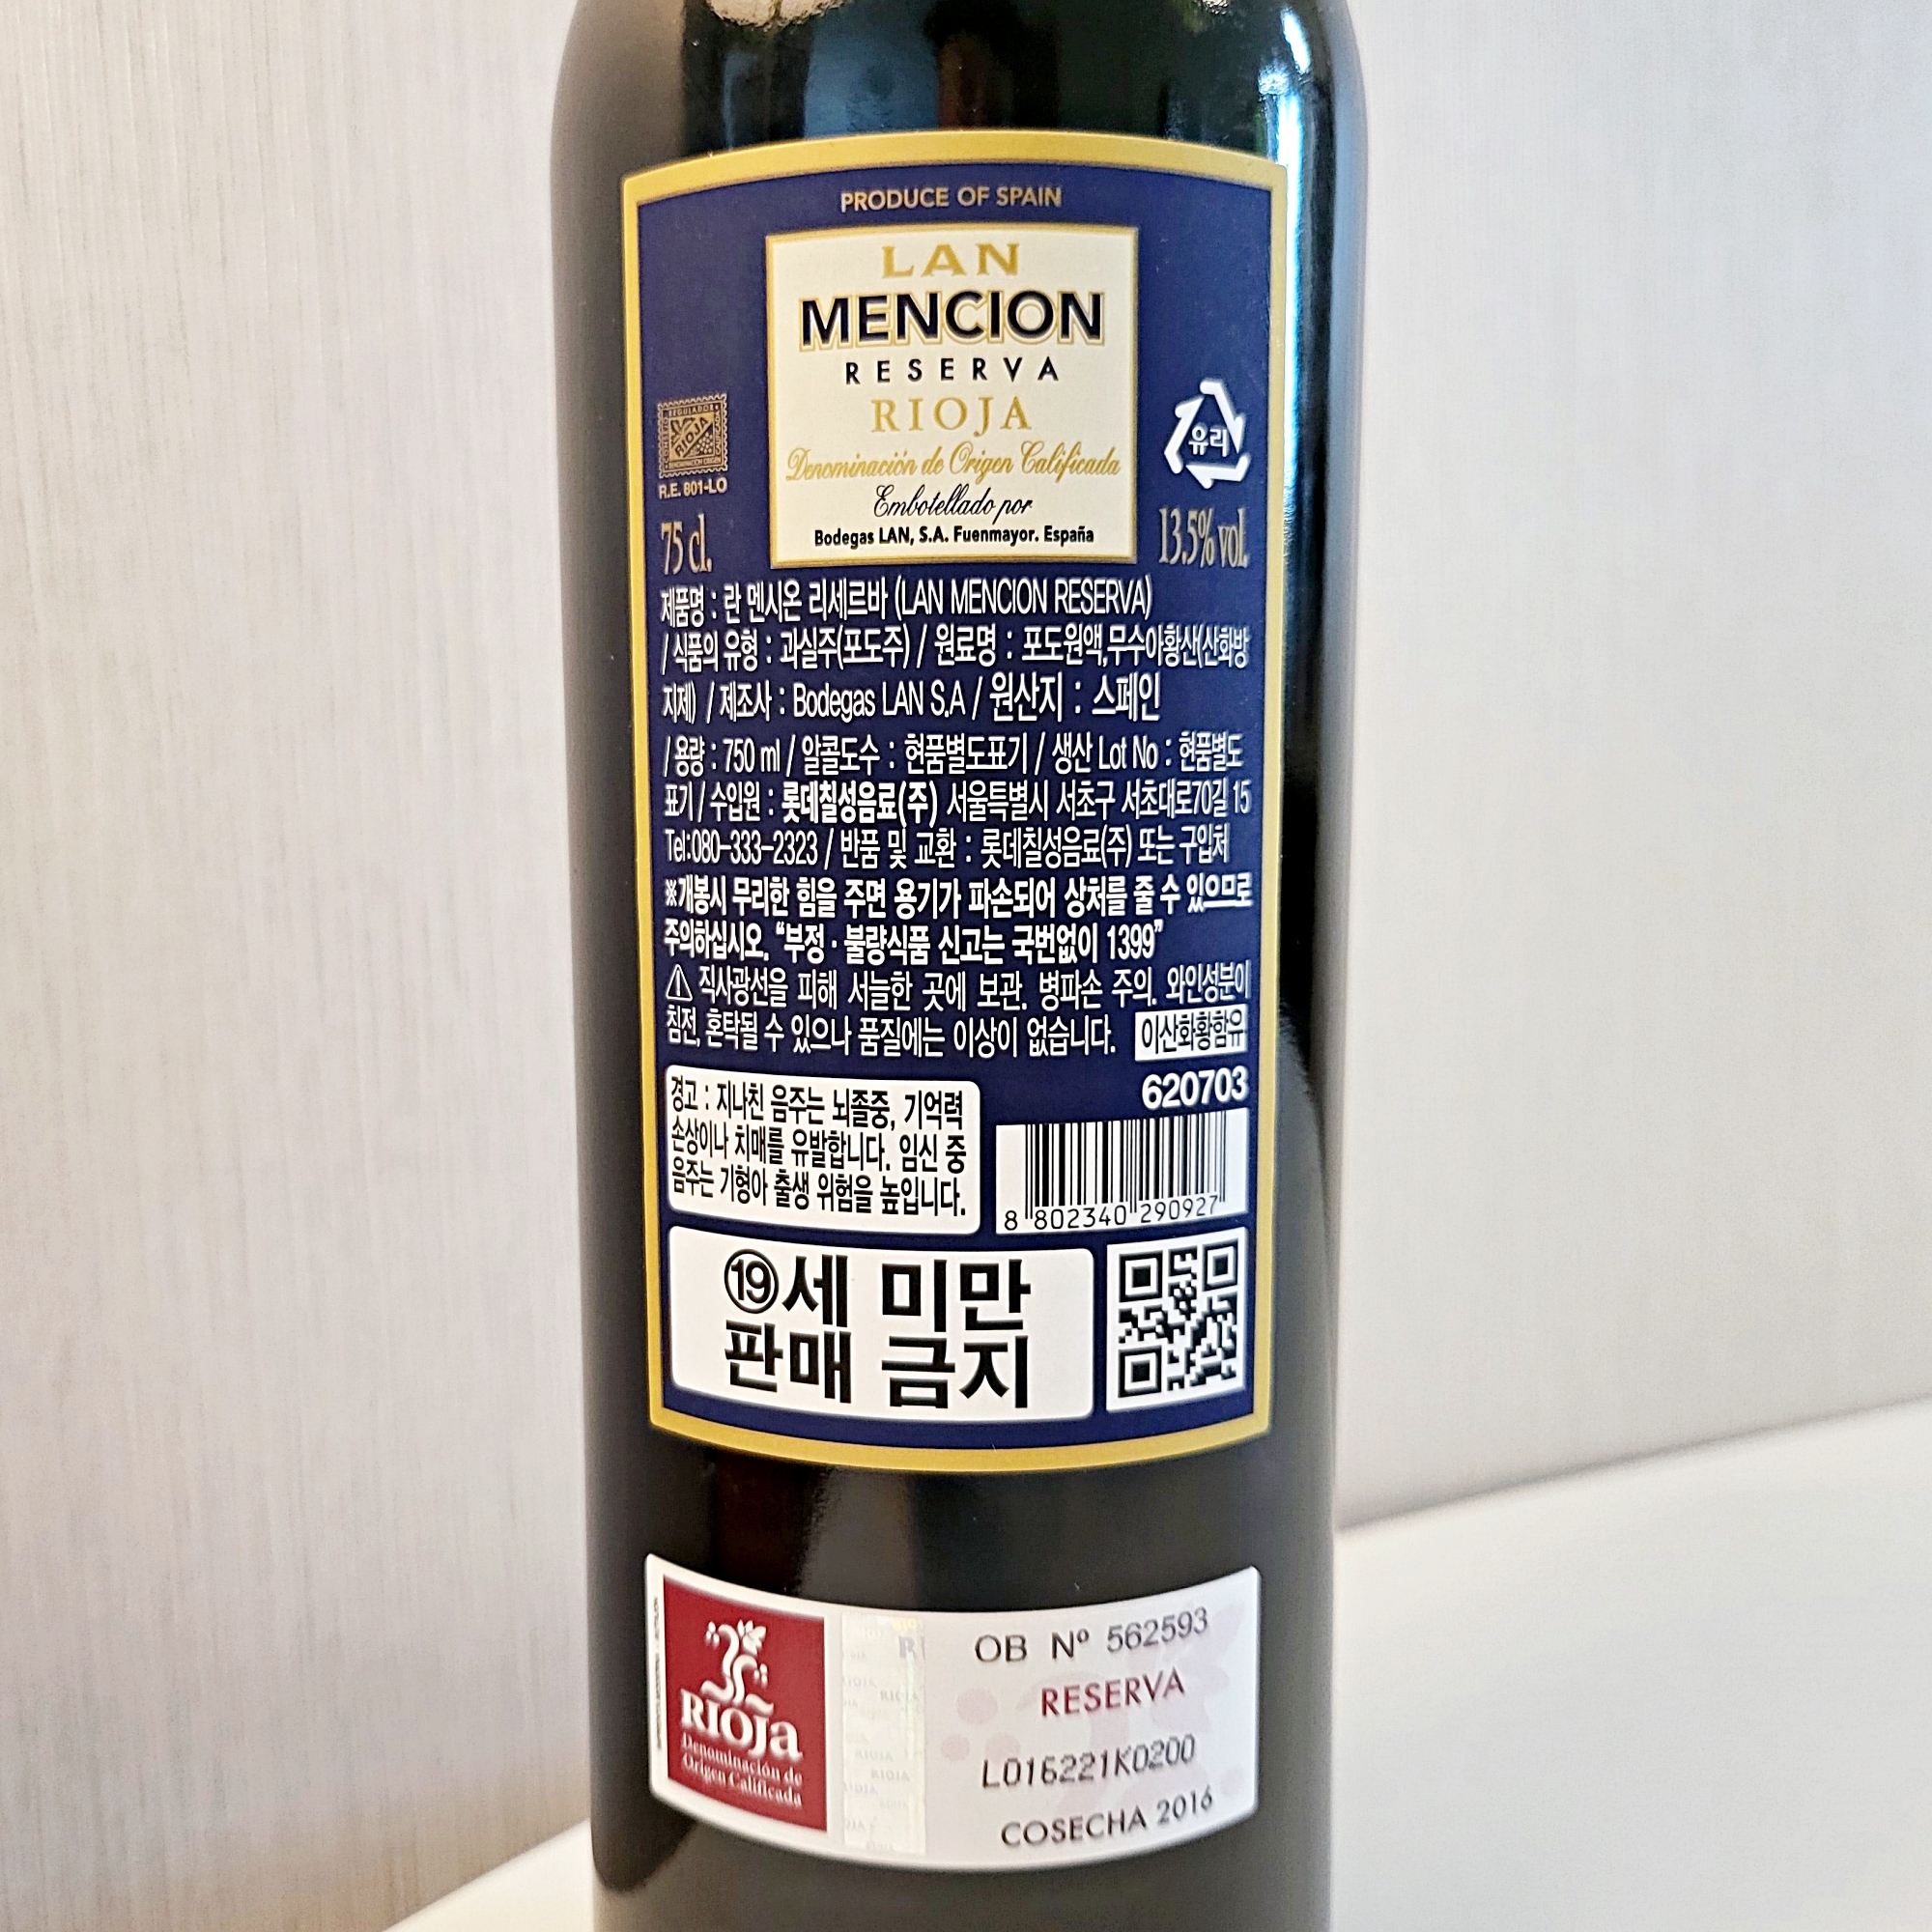 PRODUCE OF SPAIN
LAN
MENCION
RESERVA
RIOJA
Denominación de Origen Calificada
Embotellado por
Bodegas LAN, S.A. Fuenmayor. España
RIOJA
R.E. 801-LO
75 cl.
유리
13.5% vol.
제품명 : 란 멘시온 리세르바 (LAN MENCION RESERVA)
/ 식품의 유형 : 과실주(포도주) / 원료명 : 포도원액,무수아황산(산화방
지제) / 제조사 : Bodegas LAN S.A / 원산지 : 스페인
/ 용량 : 750 ml / 알콜도수 : 현품별도표기 / 생산 Lot No : 현품별도
표기 / 수입원 : 롯데칠성음료(주) 서울특별시 서초구 서초대로70길 15
Tel:080-333-2323 / 반품 및 교환 : 롯데칠성음료(주) 또는 구입처
※개봉시 무리한 힘을 주면 용기가 파손되어 상처를 줄 수 있으므로
주의하십시오. “부정·불량식품 신고는 국번없이 1399”
⚠ 직사광선을 피해 서늘한 곳에 보관. 병파손 주의. 와인성분이
침전, 혼탁될 수 있으나 품질에는 이상이 없습니다. 이산화황함유
620703
경고 : 지나친 음주는 뇌졸중, 기억력
손상이나 치매를 유발합니다. 임신 중
음주는 기형아 출생 위험을 높입니다.
8 802340 290927
⑲세 미만
판매 금지
RIOJa
Denominación de
Origen Calificada
OB Nº 562593
RESERVA
L016221K0200
COSECHA 2016